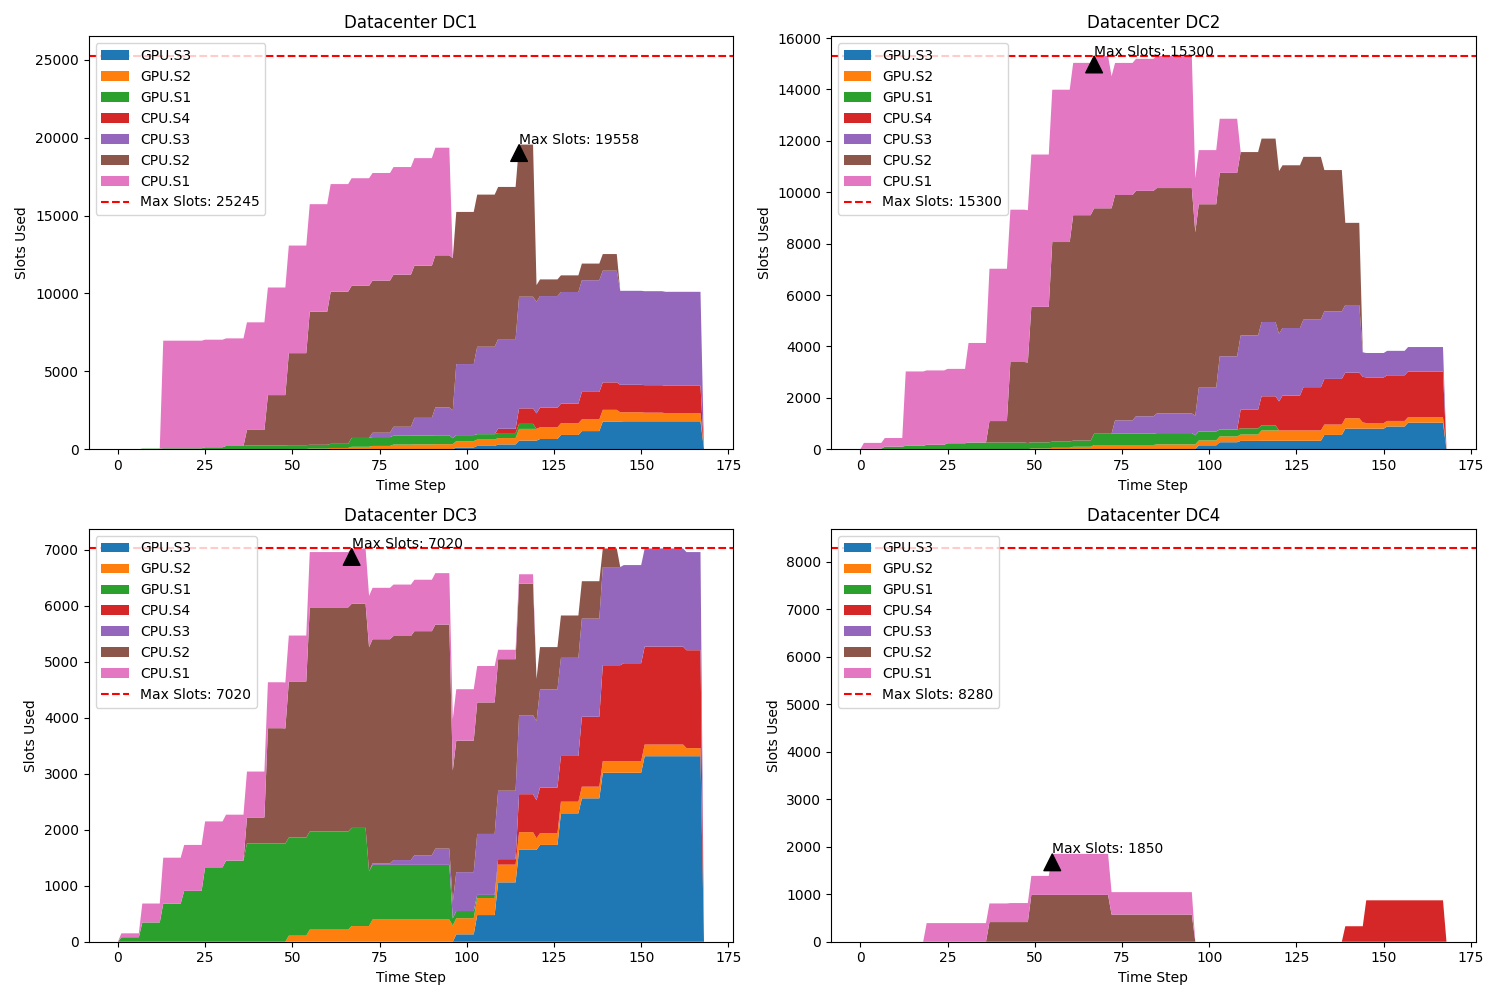 Datacenter DC1
Slots Used
25000
20000
15000
10000
5000
0
GPU.S3
GPU.S2
GPU.S1
CPU.S4
CPU.S3
CPU.S2
CPU.S1
Max Slots: 25245
Max Slots: 19558
0 25 50 75 100 125 150 175
Time Step
Datacenter DC2
Slots Used
16000
14000
12000
10000
8000
6000
4000
2000
0
GPU.S3
GPU.S2
GPU.S1
CPU.S4
CPU.S3
CPU.S2
CPU.S1
Max Slots: 15300
Max Slots: 15300
0 25 50 75 100 125 150 175
Time Step
Datacenter DC3
Slots Used
7000
6000
5000
4000
3000
2000
1000
0
GPU.S3
GPU.S2
GPU.S1
CPU.S4
CPU.S3
CPU.S2
CPU.S1
Max Slots: 7020
Max Slots: 7020
0 25 50 75 100 125 150 175
Time Step
Datacenter DC4
Slots Used
8000
7000
6000
5000
4000
3000
2000
1000
0
GPU.S3
GPU.S2
GPU.S1
CPU.S4
CPU.S3
CPU.S2
CPU.S1
Max Slots: 8280
Max Slots: 1850
0 25 50 75 100 125 150 175
Time Step